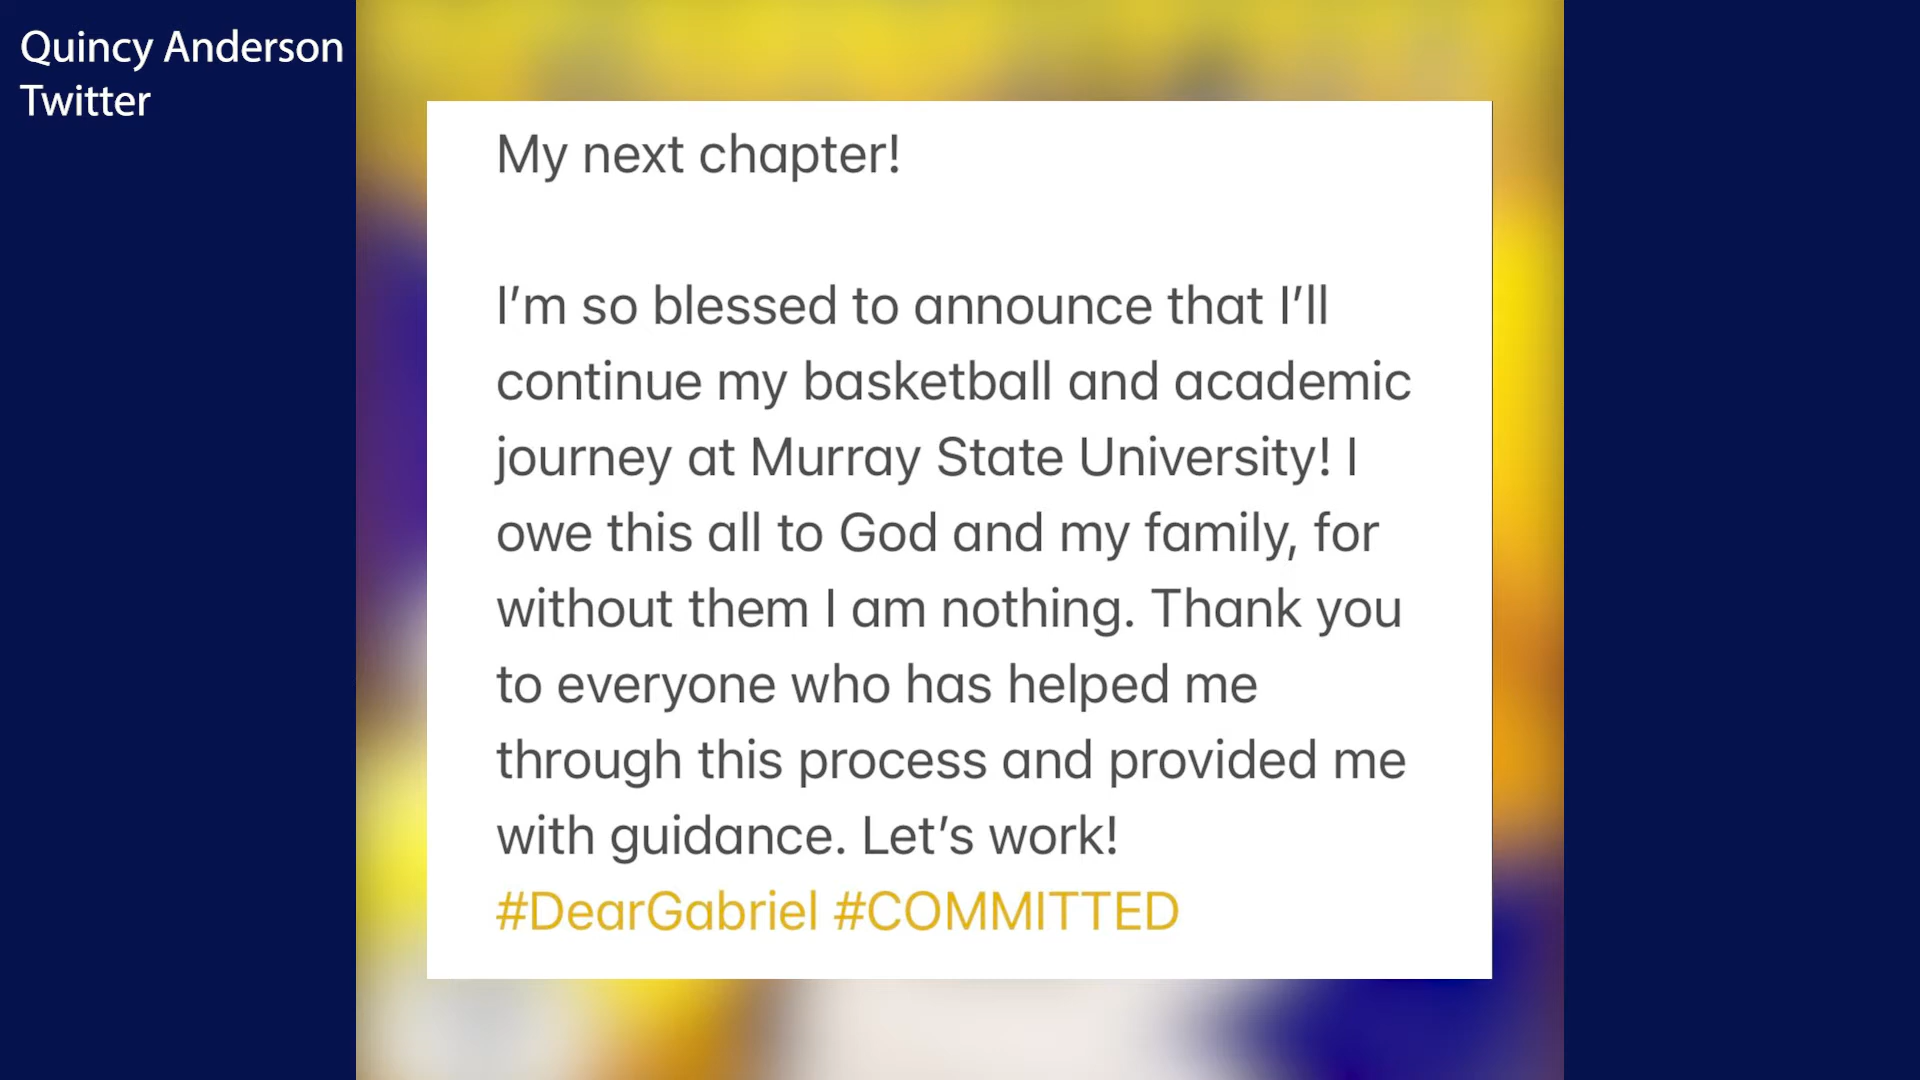 Quincy Anderson
Twitter
My next chapter!
I’m so blessed to announce that I’ll
continue my basketball and academic
journey at Murray State University! I
owe this all to God and my family, for
without them I am nothing. Thank you
to everyone who has helped me
through this process and provided me
with guidance. Let’s work!
#DearGabriel #COMMITTED